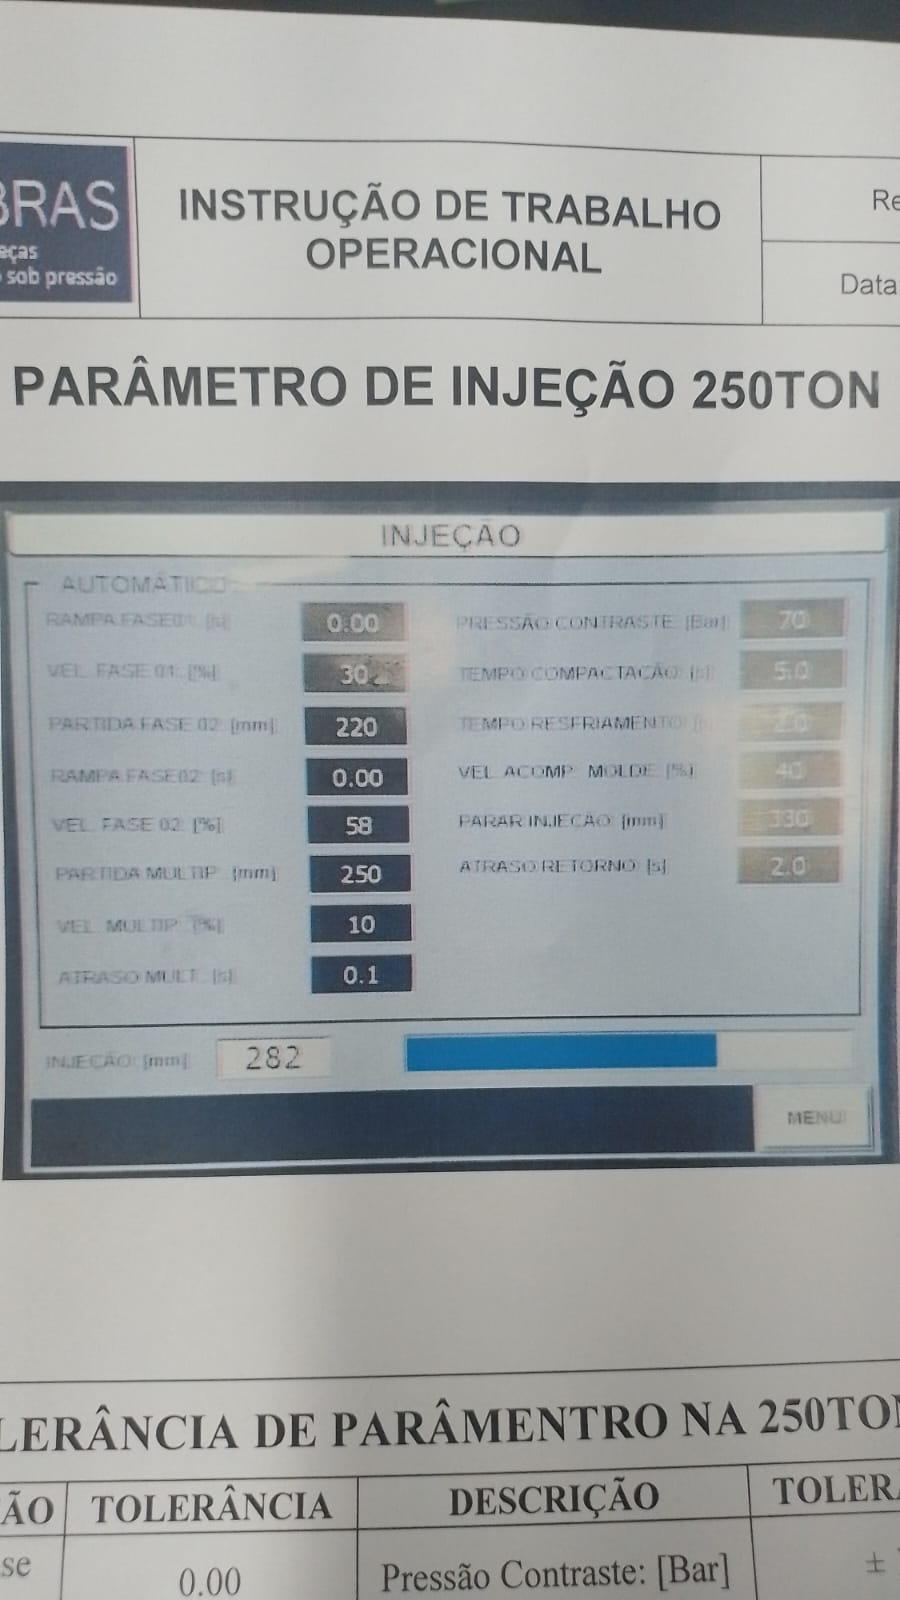 BRAS
eças
sob pressão
INSTRUÇÃO DE TRABALHO
OPERACIONAL
Re
Data
PARÂMETRO DE INJEÇÃO 250TON
INJEÇÃO
AUTOMÁTICO
RAMPA FASE01: [s] 0.00 PRESSÃO CONTRASTE: [Bar] 70
VEL. FASE 01: [%] 30 TEMPO COMPACTAÇÃO: [s] 5.0
PARTIDA FASE 02: [mm] 220 TEMPO RESFRIAMENTO:
RAMPA FASE02: [s] 0.00 VEL. ACOMP. MOLDE: [%] 40
VEL. FASE 02: [%] 58 PARAR INJEÇÃO: [mm] 330
PARTIDA MULTIP: [mm] 250 ATRASO RETORNO: [s] 2.0
VEL. MULTIP: [%] 10
ATRASO MULT.: [s] 0.1
INJEÇÃO: [mm] 282
MENU
LERÂNCIA DE PARÂMENTRO NA 250TON
ÃO TOLERÂNCIA DESCRIÇÃO TOLER
se 0.00 Pressão Contraste: [Bar] ±